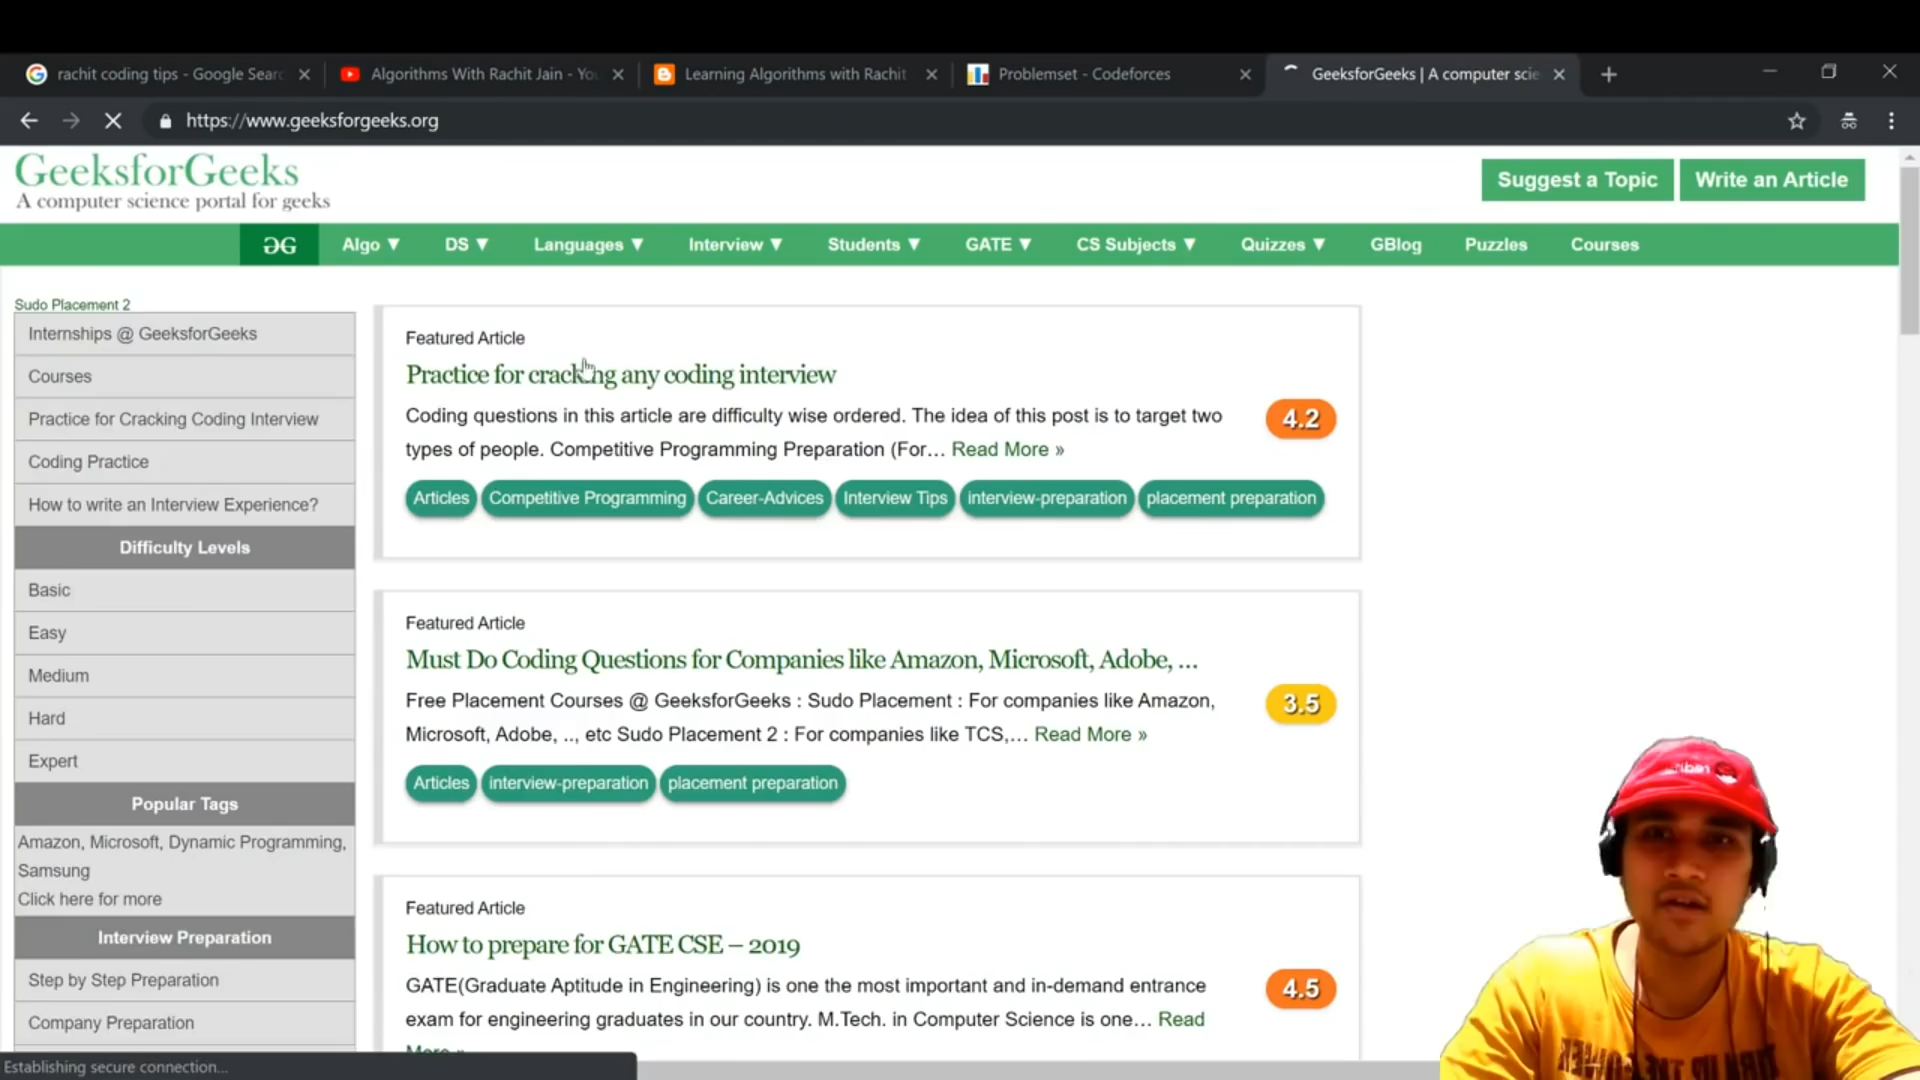 rachit coding tips - Google Searc
Algorithms With Rachit Jain - You
Learning Algorithms with Rachit
Problemset - Codeforces
GeeksforGeeks | A computer scie
https://www.geeksforgeeks.org
GeeksforGeeks
A computer science portal for geeks
Suggest a Topic
Write an Article
Algo ▼
DS ▼
Languages ▼
Interview ▼
Students ▼
GATE ▼
CS Subjects ▼
Quizzes ▼
GBlog
Puzzles
Courses
Sudo Placement 2
Internships @ GeeksforGeeks
Courses
Practice for Cracking Coding Interview
Coding Practice
How to write an Interview Experience?
Difficulty Levels
Basic
Easy
Medium
Hard
Expert
Popular Tags
Amazon, Microsoft, Dynamic Programming,
Samsung
Click here for more
Interview Preparation
Step by Step Preparation
Company Preparation
Featured Article
Practice for cracking any coding interview
Coding questions in this article are difficulty wise ordered. The idea of this post is to target two
types of people. Competitive Programming Preparation (For... Read More »
4.2
Articles
Competitive Programming
Career-Advices
Interview Tips
interview-preparation
placement preparation
Featured Article
Must Do Coding Questions for Companies like Amazon, Microsoft, Adobe, ...
Free Placement Courses @ GeeksforGeeks : Sudo Placement : For companies like Amazon,
Microsoft, Adobe, .., etc Sudo Placement 2 : For companies like TCS,... Read More »
3.5
Articles
interview-preparation
placement preparation
Featured Article
How to prepare for GATE CSE – 2019
GATE(Graduate Aptitude in Engineering) is one the most important and in-demand entrance
exam for engineering graduates in our country. M.Tech. in Computer Science is one... Read
More »
4.5
Establishing secure connection...